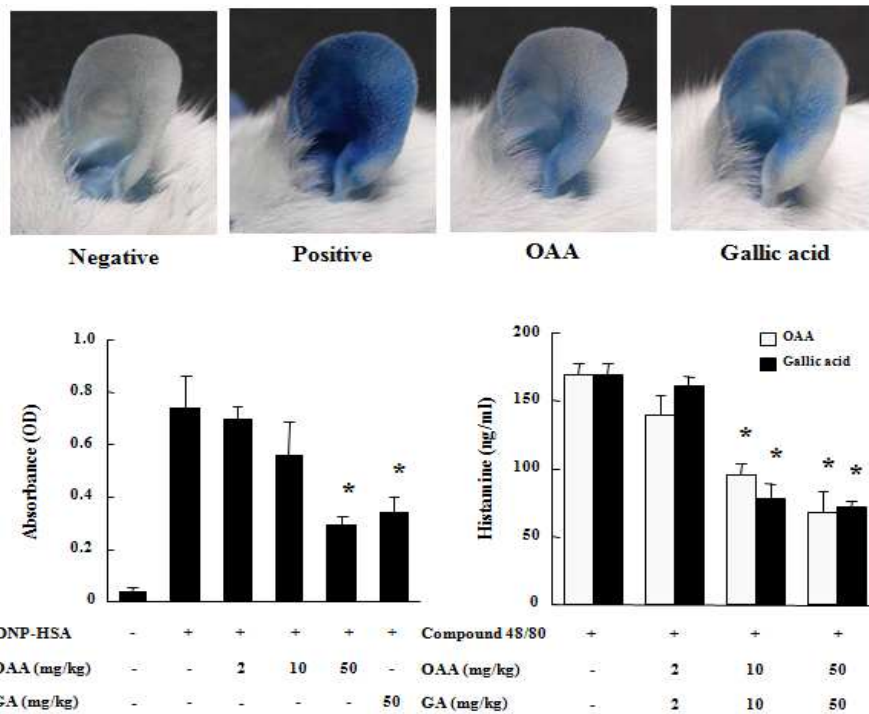 Negative Positive OAA Gallic acid
1.0
0.8
0.6
0.4
0.2
0
Absorbance (OD)
* *
DNP-HSA - + + + + +
OAA (mg/kg) - - 2 10 50 -
GA (mg/kg) - - - - - 50
200
150
100
50
0
Histamine (ng/ml)
OAA
Gallic acid
* * * *
Compound 48/80 + + + +
OAA (mg/kg) - 2 10 50
GA (mg/kg) - 2 10 50